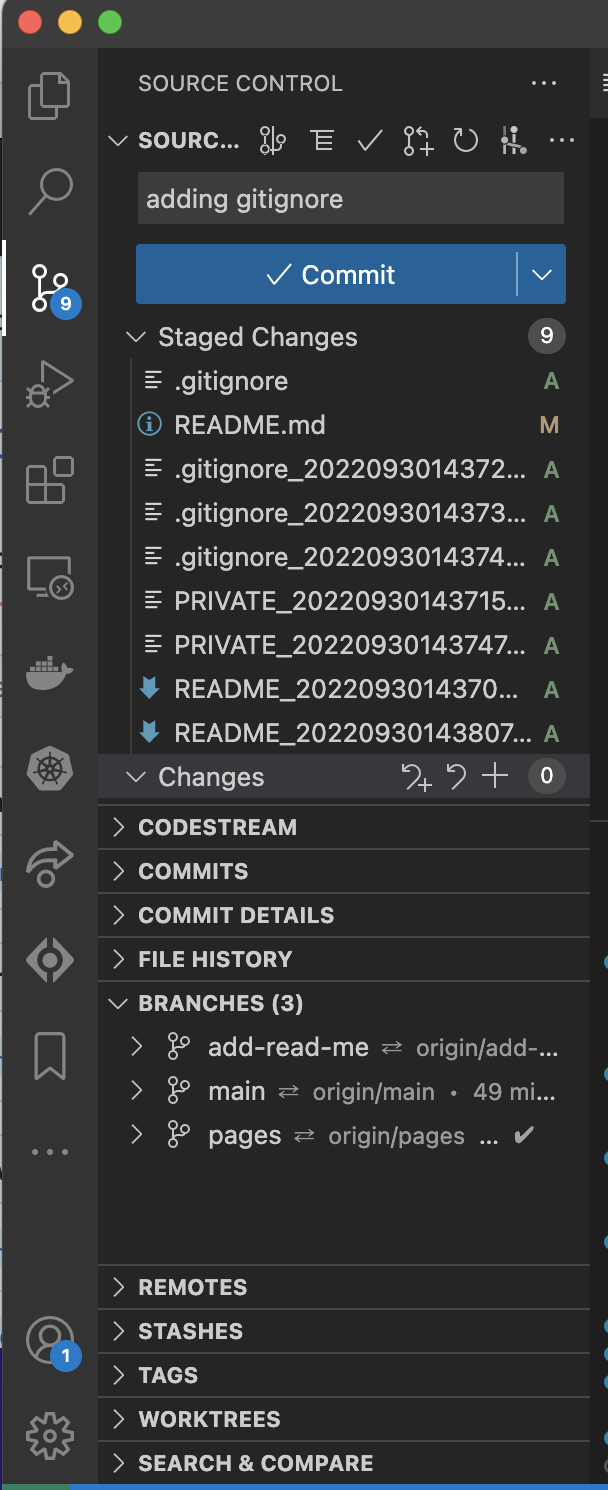 SOURCE CONTROL ...
SOURC...
adding gitignore
Commit
9
Staged Changes 9
.gitignore A
README.md M
.gitignore_2022093014372... A
.gitignore_2022093014373... A
.gitignore_2022093014374... A
PRIVATE_20220930143715... A
PRIVATE_20220930143747... A
README_2022093014370... A
README_20220930143807... A
Changes 0
CODESTREAM
COMMITS
COMMIT DETAILS
FILE HISTORY
BRANCHES (3)
add-read-me origin/add-...
main origin/main • 49 mi...
pages origin/pages ... ✔
REMOTES
STASHES
1
TAGS
WORKTREES
SEARCH & COMPARE